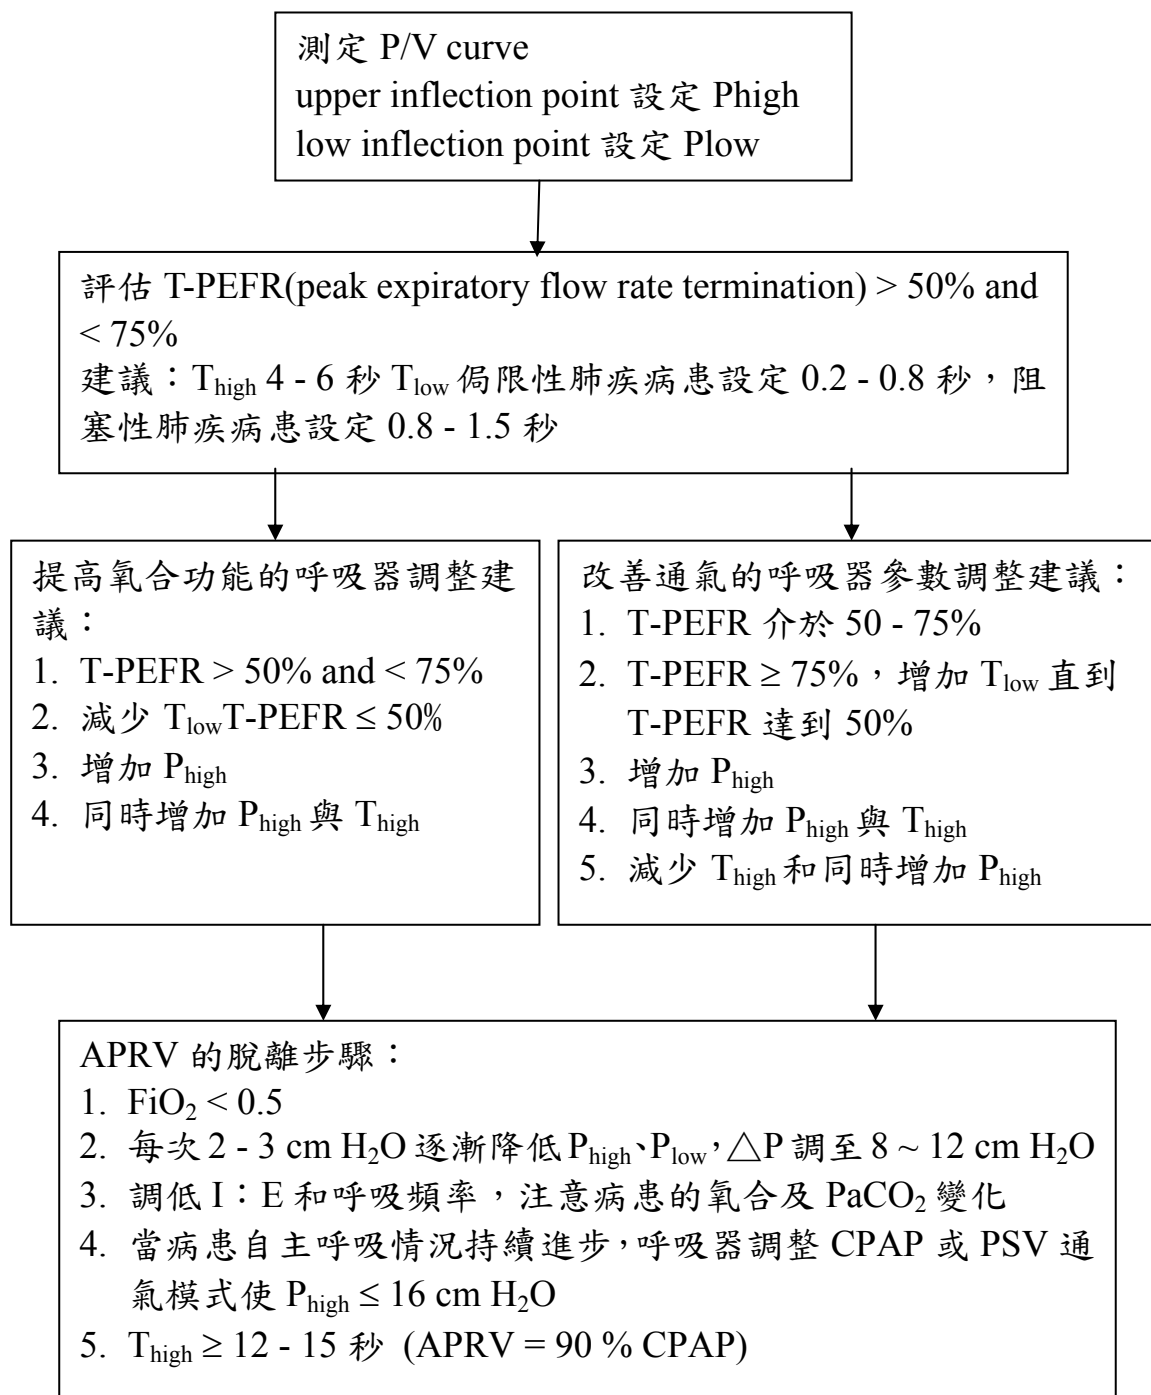 測定 P/V curve
upper inflection point 設定 Phigh
low inflection point 設定 Plow
評估 T-PEFR(peak expiratory flow rate termination) > 50% and
< 75%
建議：Thigh 4 - 6 秒 Tlow 侷限性肺疾病患設定 0.2 - 0.8 秒，阻
塞性肺疾病患設定 0.8 - 1.5 秒
提高氧合功能的呼吸器調整建
議：
1. T-PEFR > 50% and < 75%
2. 減少 TlowT-PEFR ≤ 50%
3. 增加 Phigh
4. 同時增加 Phigh 與 Thigh
改善通氣的呼吸器參數調整建議：
1. T-PEFR 介於 50 - 75%
2. T-PEFR ≥ 75%，增加 Tlow 直到
T-PEFR 達到 50%
3. 增加 Phigh
4. 同時增加 Phigh 與 Thigh
5. 減少 Thigh 和同時增加 Phigh
APRV 的脫離步驟：
1. FiO2 < 0.5
2. 每次 2 - 3 cm H2O 逐漸降低 Phigh、Plow，△P 調至 8 ~ 12 cm H2O
3. 調低 I：E 和呼吸頻率，注意病患的氧合及 PaCO2 變化
4. 當病患自主呼吸情況持續進步，呼吸器調整 CPAP 或 PSV 通
氣模式使 Phigh ≤ 16 cm H2O
5. Thigh ≥ 12 - 15 秒 (APRV = 90 % CPAP)